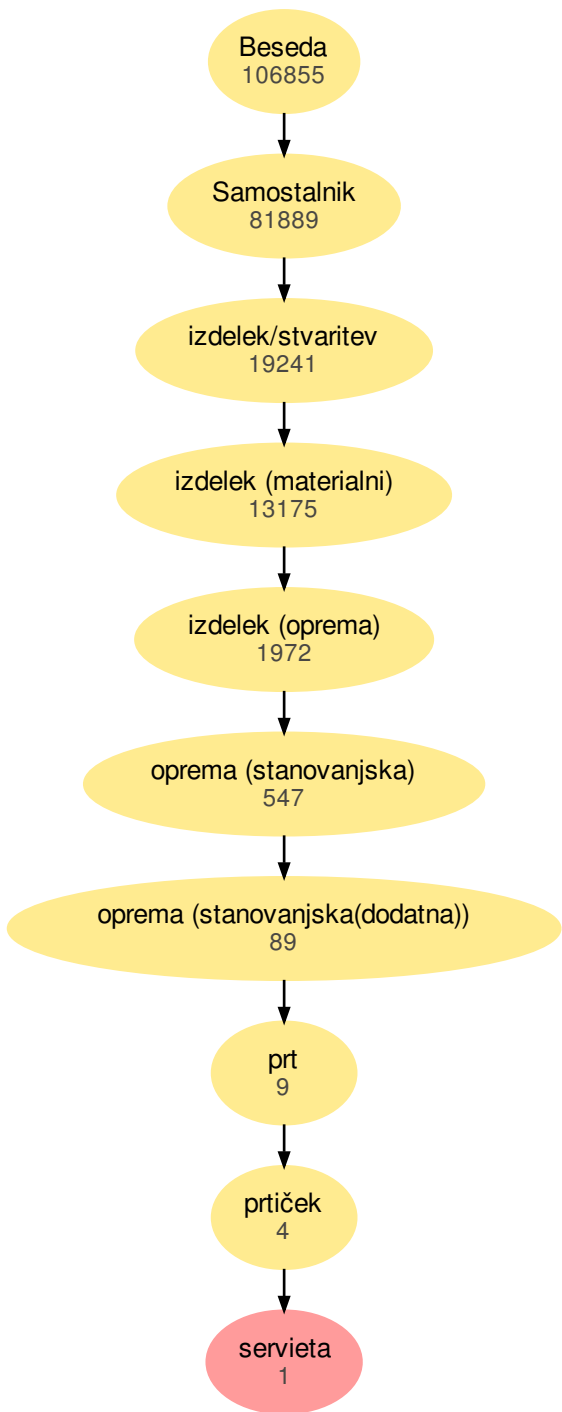 Beseda
106855
Samostalnik
81889
izdelek/stvaritev
19241
izdelek (materialni)
13175
izdelek (oprema)
1972
oprema (stanovanjska)
547
oprema (stanovanjska(dodatna))
89
prt
9
prtiček
4
servieta
1